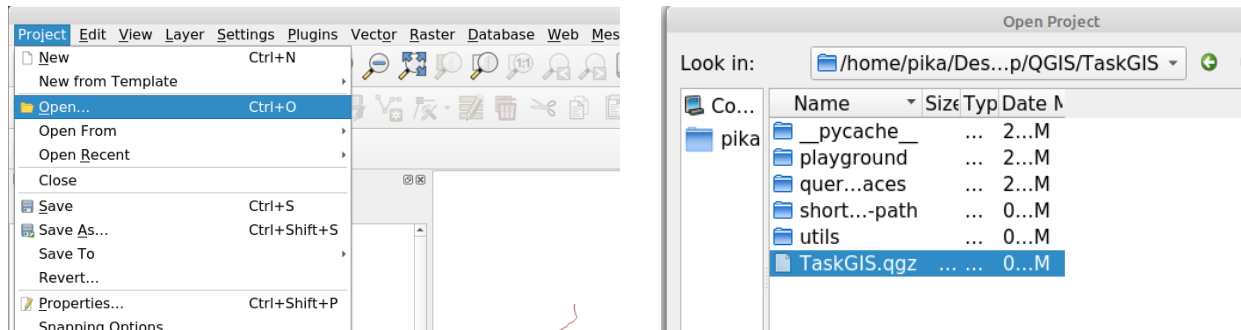 Project Edit View Layer Settings Plugins Vector Raster Database Web Mes
New Ctrl+N
New from Template
Open... Ctrl+O
Open From
Open Recent
Close
Save Ctrl+S
Save As... Ctrl+Shift+S
Save To
Revert...
Properties... Ctrl+Shift+P
Snapping Options
Open Project
Look in: /home/pika/Des...p/QGIS/TaskGIS
Co...
pika
Name Size Typ Date M
__pycache__ ... 2...M
playground ... 2...M
quer...aces ... 2...M
short...-path ... 0...M
utils ... 0...M
TaskGIS.qgz ... ... 0...M